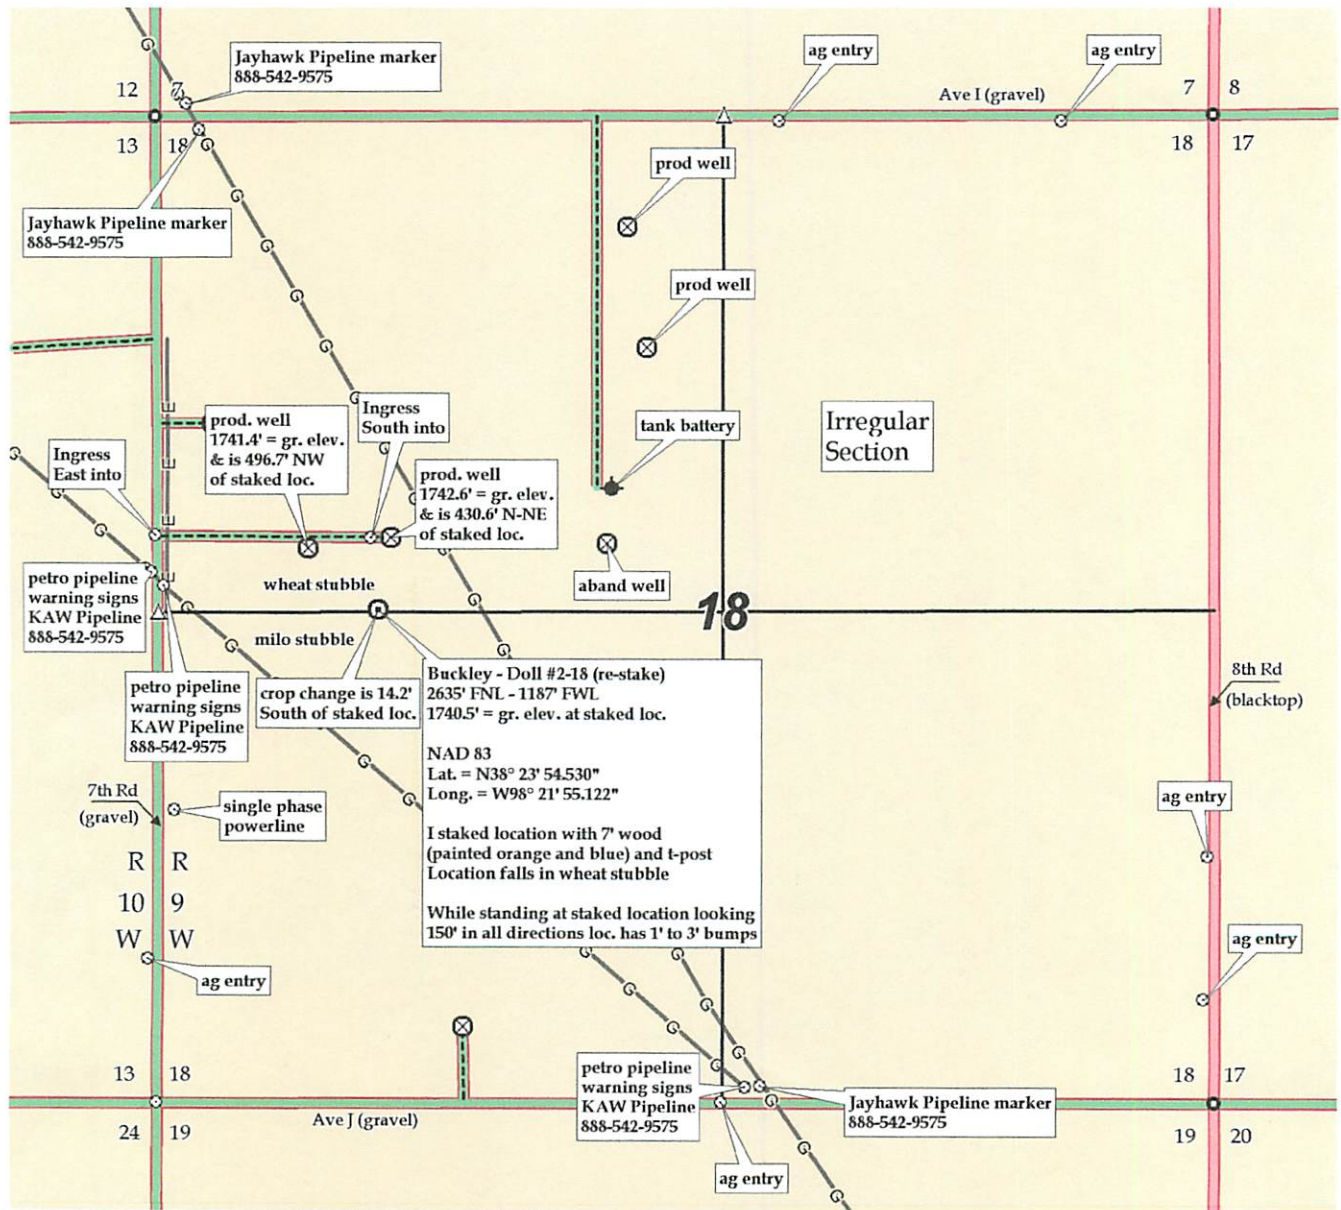 Jayhawk Pipeline marker
888-542-9575
ag entry
ag entry
12
7
Ave I (gravel)
7
8
13
18
18
17
prod well
Jayhawk Pipeline marker
888-542-9575
prod well
prod. well
1741.4' = gr. elev.
& is 496.7' NW
of staked loc.
Ingress
South into
tank battery
Irregular
Section
Ingress
East into
prod. well
1742.6' = gr. elev.
& is 430.6' N-NE
of staked loc.
petro pipeline
warning signs
KAW Pipeline
888-542-9575
wheat stubble
aband well
18
milo stubble
petro pipeline
warning signs
KAW Pipeline
888-542-9575
crop change is 14.2'
South of staked loc.
Buckley - Doll #2-18 (re-stake)
2635' FNL - 1187' FWL
1740.5' = gr. elev. at staked loc.
NAD 83
Lat. = N38° 23' 54.530"
Long. = W98° 21' 55.122"
I staked location with 7' wood
(painted orange and blue) and t-post
Location falls in wheat stubble
While standing at staked location looking
150' in all directions loc. has 1' to 3' bumps
8th Rd
(blacktop)
7th Rd
(gravel)
single phase
powerline
ag entry
R R
10 9
W W
ag entry
ag entry
13
18
petro pipeline
warning signs
KAW Pipeline
888-542-9575
18
17
Ave J (gravel)
Jayhawk Pipeline marker
888-542-9575
24
19
19
20
ag entry